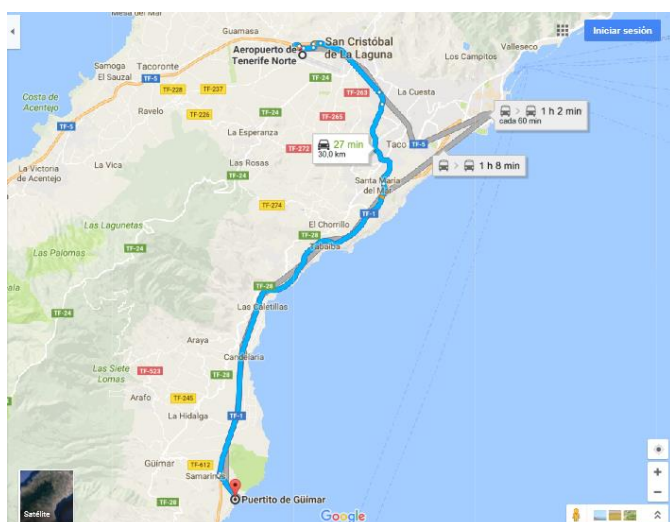 Mesa del Mar
Guamasa
Valleseco
Iniciar sesión
San Cristóbal
de La Laguna
Aeropuerto de
Tenerife Norte
Los Campitos
Samoga
El Sauzal
Tacoronte
TF-5
TF-237
TF-228
TF-24
TF-263
La Cuesta
Costa de
Acentejo
Ravelo
TF-226
TF-24
TF-265
1 h 2 min
cada 60 min
TF-5
La Esperanza
27 min
30,0 km
TF-272
Taco
TF-5
La Victoria
de Acentejo
La Vica
Las Rosas
TF-24
1 h 8 min
Santa María
del Mar
TF-274
TF-1
Las Lagunetas
El Chorrillo
TF-28
Tabaiba
TF-24
Las Palomas
TF-28
TF-24
Las Caletillas
Araya
Candelaria
Las Siete
Lomas
TF-523
TF-28
Arafo
TF-245
La Hidalga
TF-1
Güímar
TF-612
Samarines
Puertito de Güímar
Satélite
Google